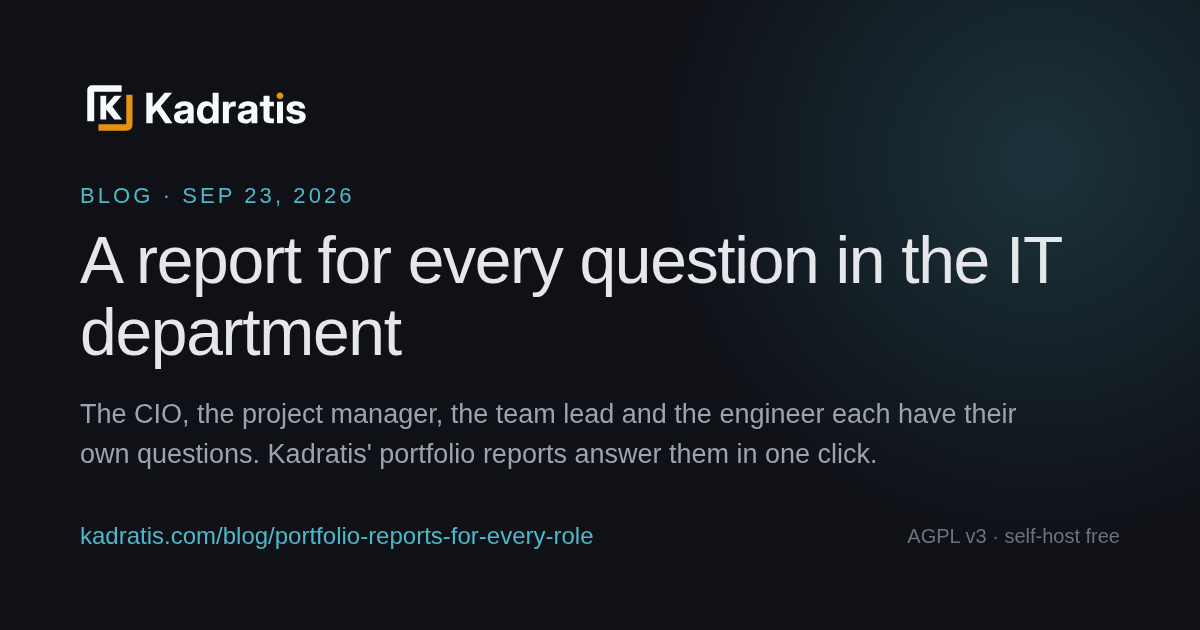 K Kadratis
BLOG · SEP 23, 2026
A report for every question in the IT
department
The CIO, the project manager, the team lead and the engineer each have their
own questions. Kadratis' portfolio reports answer them in one click.
kadratis.com/blog/portfolio-reports-for-every-role
AGPL v3 · self-host free